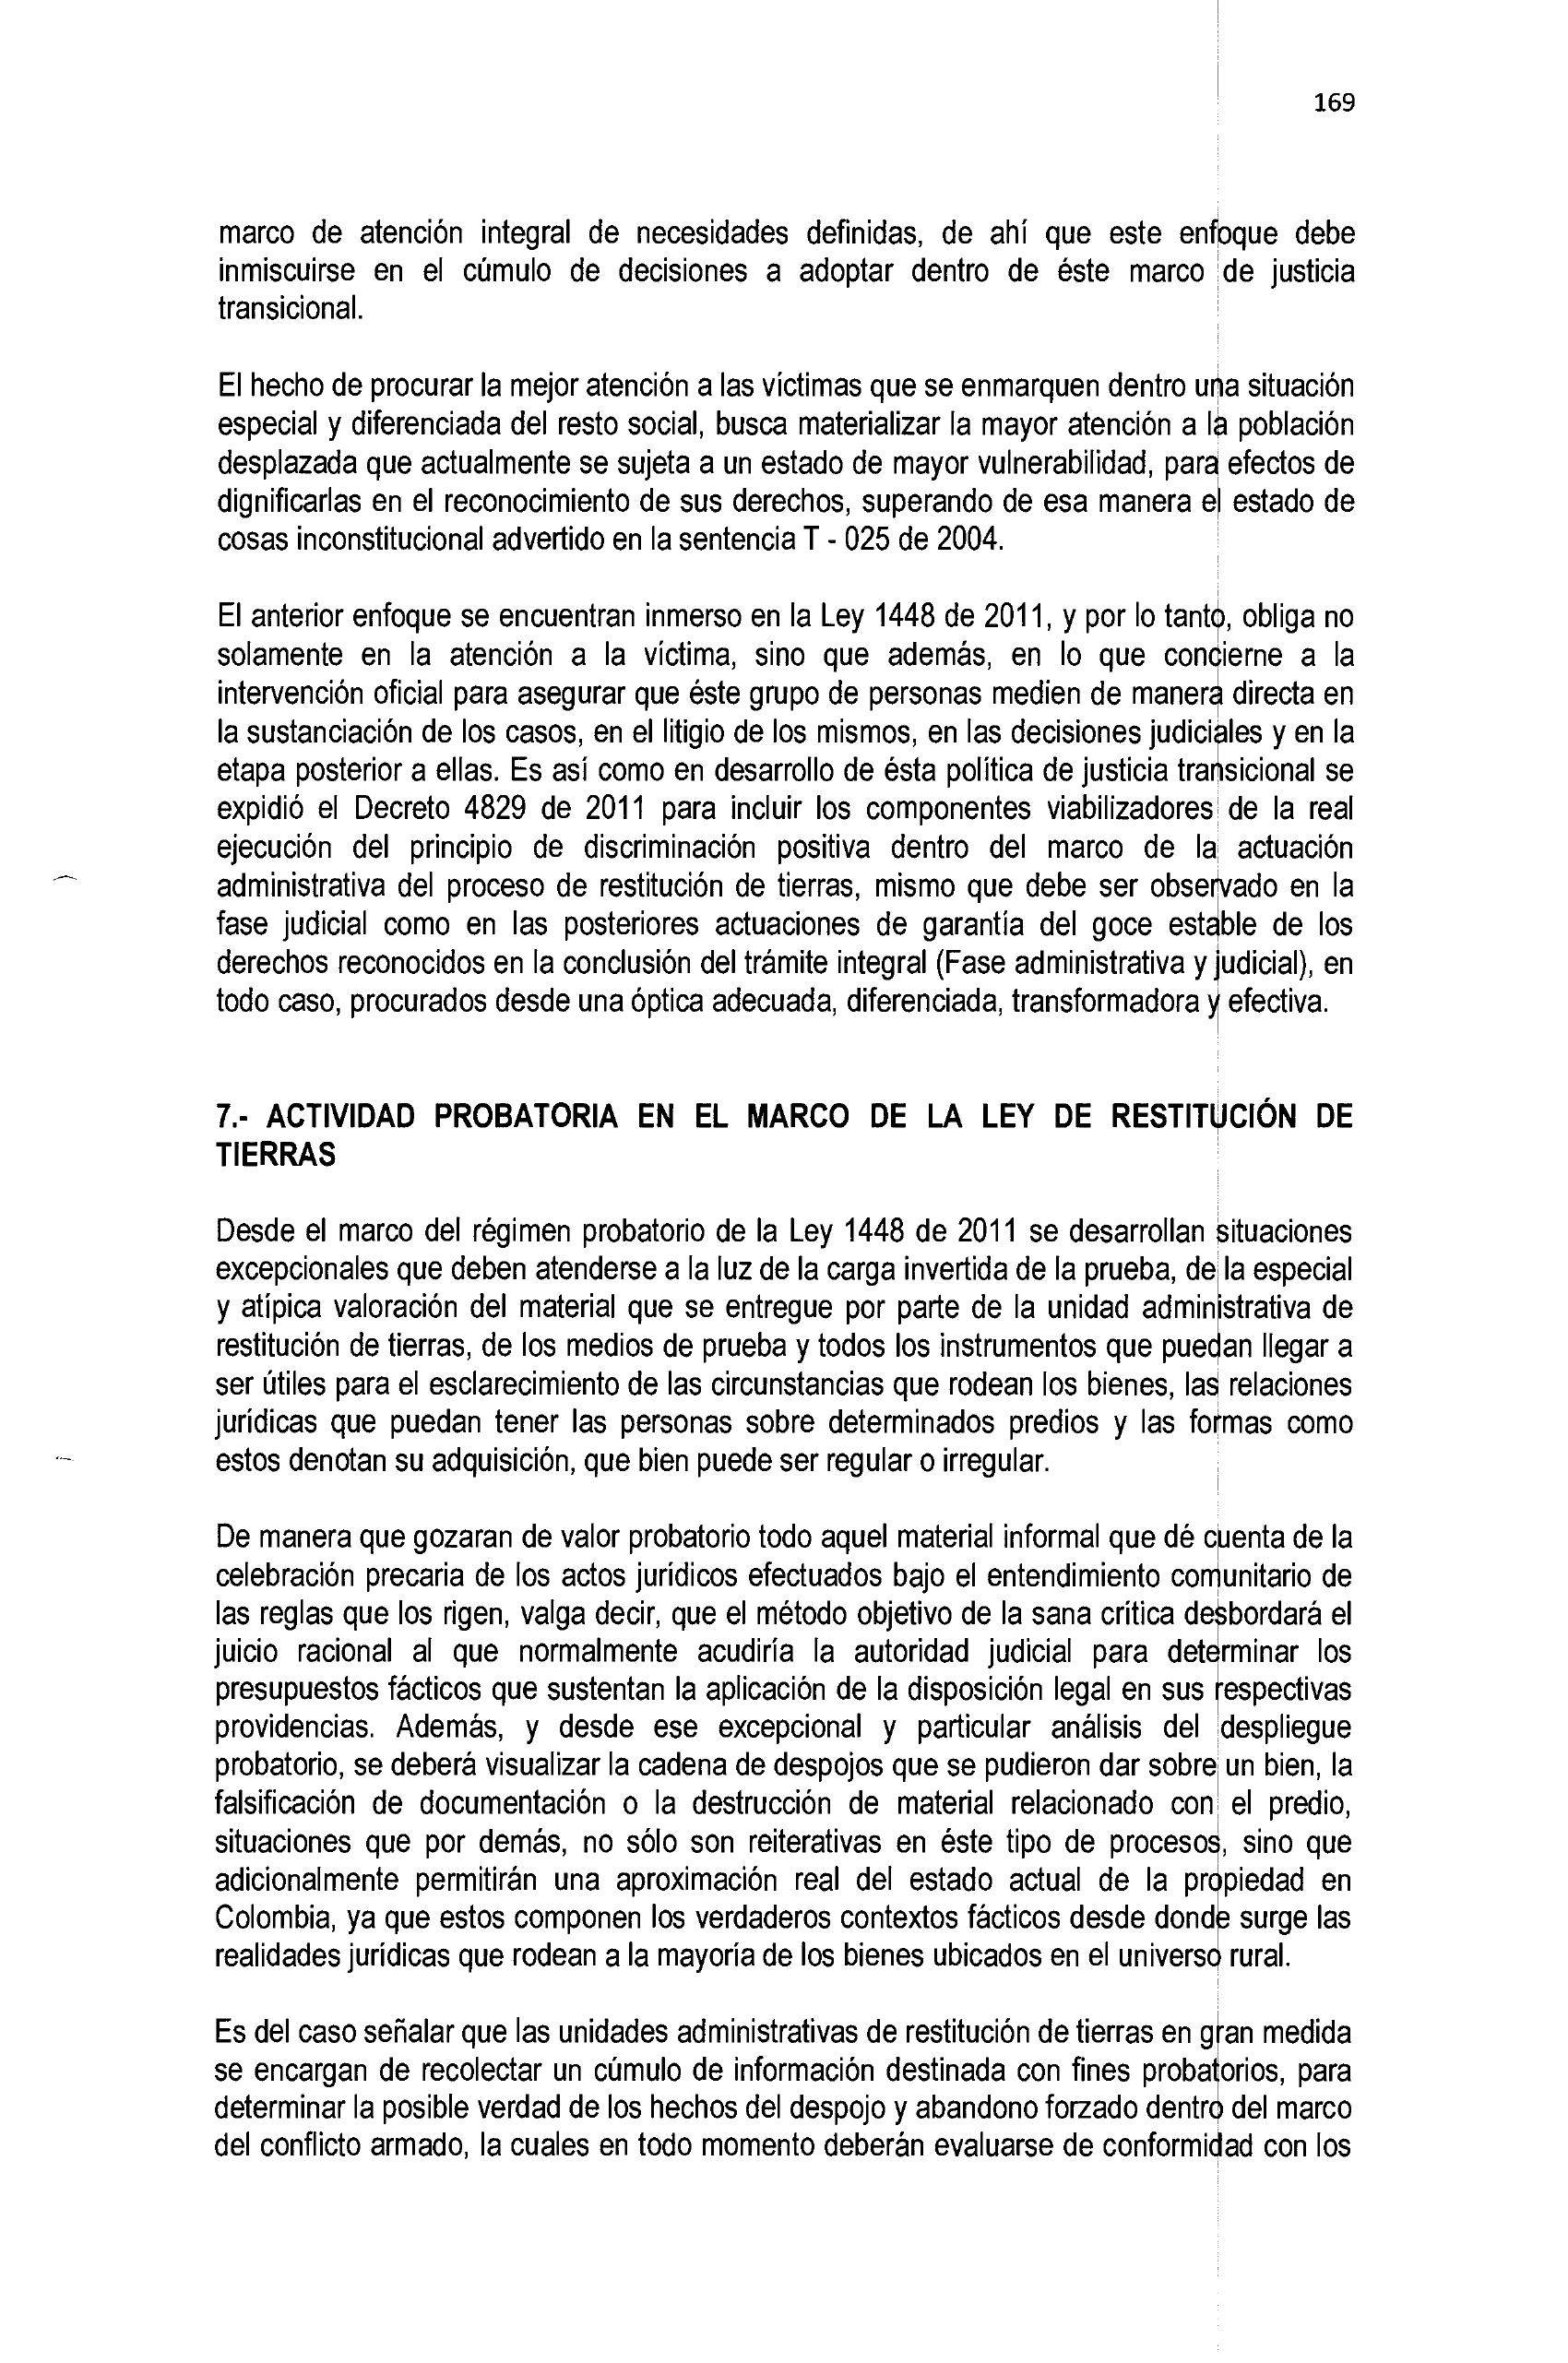 169
marco de atención integral de necesidades definidas, de ahí que este enfoque debe
inmiscuirse en el cúmulo de decisiones a adoptar dentro de éste marco de justicia
transicional.
El hecho de procurar la mejor atención a las víctimas que se enmarquen dentro una situación
especial y diferenciada del resto social, busca materializar la mayor atención a la población
desplazada que actualmente se sujeta a un estado de mayor vulnerabilidad, para efectos de
dignificarlas en el reconocimiento de sus derechos, superando de esa manera el estado de
cosas inconstitucional advertido en la sentencia T - 025 de 2004.
El anterior enfoque se encuentran inmerso en la Ley 1448 de 2011, y por lo tanto, obliga no
solamente en la atención a la víctima, sino que además, en lo que concierne a la
intervención oficial para asegurar que éste grupo de personas medien de manera directa en
la sustanciación de los casos, en el litigio de los mismos, en las decisiones judiciales y en la
etapa posterior a ellas. Es así como en desarrollo de ésta política de justicia transicional se
expidió el Decreto 4829 de 2011 para incluir los componentes viabilizadores de la real
ejecución del principio de discriminación positiva dentro del marco de la actuación
administrativa del proceso de restitución de tierras, mismo que debe ser observado en la
fase judicial como en las posteriores actuaciones de garantía del goce estable de los
derechos reconocidos en la conclusión del trámite integral (Fase administrativa y judicial), en
todo caso, procurados desde una óptica adecuada, diferenciada, transformadora y efectiva.
7.- ACTIVIDAD PROBATORIA EN EL MARCO DE LA LEY DE RESTITUCIÓN DE
TIERRAS
Desde el marco del régimen probatorio de la Ley 1448 de 2011 se desarrollan situaciones
excepcionales que deben atenderse a la luz de la carga invertida de la prueba, de la especial
y atípica valoración del material que se entregue por parte de la unidad administrativa de
restitución de tierras, de los medios de prueba y todos los instrumentos que puedan llegar a
ser útiles para el esclarecimiento de las circunstancias que rodean los bienes, las relaciones
jurídicas que puedan tener las personas sobre determinados predios y las formas como
estos denotan su adquisición, que bien puede ser regular o irregular.
De manera que gozaran de valor probatorio todo aquel material informal que dé cuenta de la
celebración precaria de los actos jurídicos efectuados bajo el entendimiento comunitario de
las reglas que los rigen, valga decir, que el método objetivo de la sana crítica desbordará el
juicio racional al que normalmente acudiría la autoridad judicial para determinar los
presupuestos fácticos que sustentan la aplicación de la disposición legal en sus respectivas
providencias. Además, y desde ese excepcional y particular análisis del despliegue
probatorio, se deberá visualizar la cadena de despojos que se pudieron dar sobre un bien, la
falsificación de documentación o la destrucción de material relacionado con el predio,
situaciones que por demás, no sólo son reiterativas en éste tipo de procesos, sino que
adicionalmente permitirán una aproximación real del estado actual de la propiedad en
Colombia, ya que estos componen los verdaderos contextos fácticos desde donde surge las
realidades jurídicas que rodean a la mayoría de los bienes ubicados en el universo rural.
Es del caso señalar que las unidades administrativas de restitución de tierras en gran medida
se encargan de recolectar un cúmulo de información destinada con fines probatorios, para
determinar la posible verdad de los hechos del despojo y abandono forzado dentro del marco
del conflicto armado, la cuales en todo momento deberán evaluarse de conformidad con los